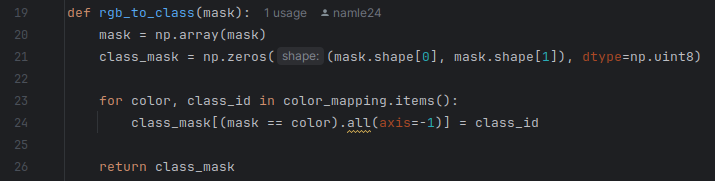 19 def rgb_to_class(mask): 1 usage namle24
20 mask = np.array(mask)
21 class_mask = np.zeros( shape: (mask.shape[0], mask.shape[1]), dtype=np.uint8)
22
23 for color, class_id in color_mapping.items():
24 class_mask[(mask == color).all(axis=-1)] = class_id
25
26 return class_mask